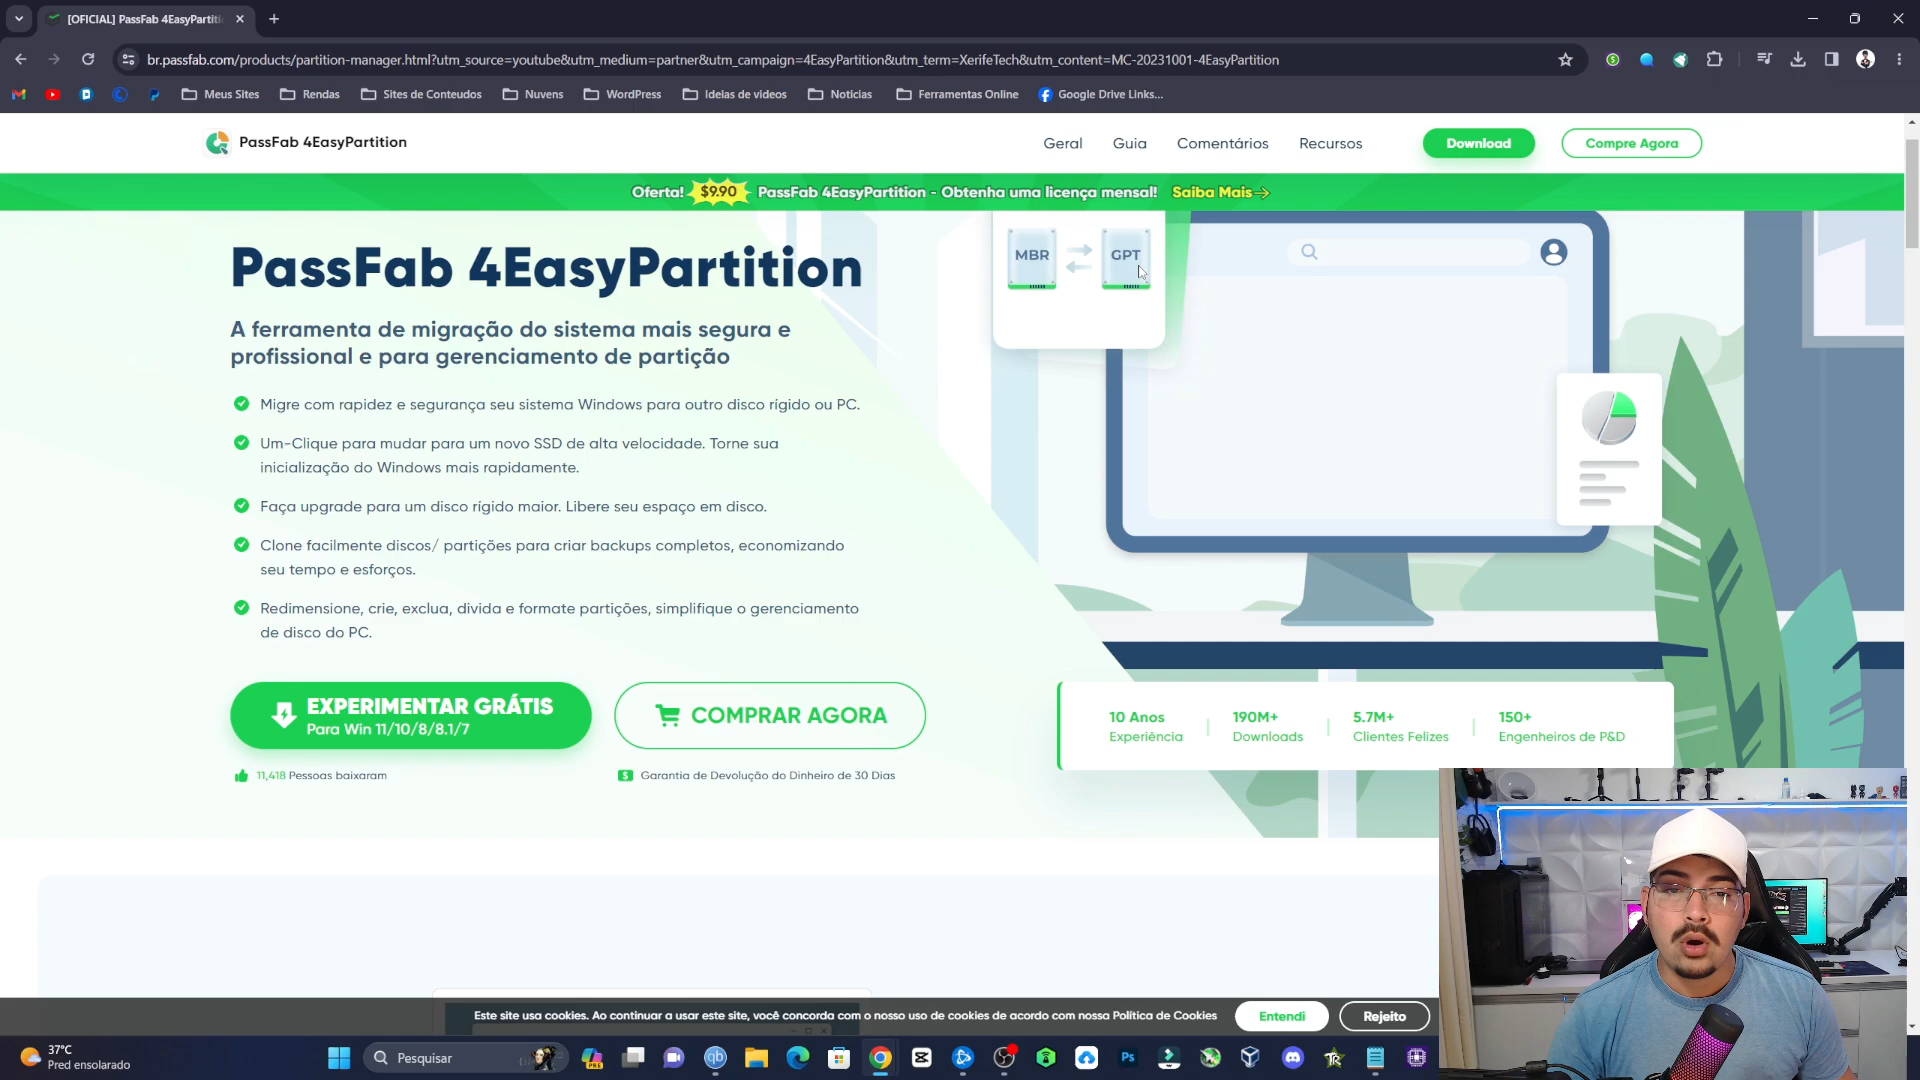 [OFICIAL] PassFab 4EasyPartiti
br.passfab.com/products/partition-manager.html?utm_source=youtube&utm_medium=partner&utm_campaign=4EasyPartition&utm_term=XerifeTech&utm_content=MC-20231001-4EasyPartition
Meus Sites Rendas Sites de Conteudos Nuvens WordPress Ideias de videos Noticias Ferramentas Online Google Drive Links...
PassFab 4EasyPartition Geral Guia Comentários Recursos Download Compre Agora
Oferta! $9.90 PassFab 4EasyPartition - Obtenha uma licença mensal! Saiba Mais
MBR GPT
PassFab 4EasyPartition
A ferramenta de migração do sistema mais segura e
profissional e para gerenciamento de partição
Migre com rapidez e segurança seu sistema Windows para outro disco rígido ou PC.
Um-Clique para mudar para um novo SSD de alta velocidade. Torne sua
inicialização do Windows mais rapidamente.
Faça upgrade para um disco rígido maior. Libere seu espaço em disco.
Clone facilmente discos/ partições para criar backups completos, economizando
seu tempo e esforços.
Redimensione, crie, exclua, divida e formate partições, simplifique o gerenciamento
de disco do PC.
EXPERIMENTAR GRÁTIS
Para Win 11/10/8/8.1/7
COMPRAR AGORA
11,418 Pessoas baixaram
Garantia de Devolução do Dinheiro de 30 Dias
10 Anos 190M+ 5.7M+ 150+
Experiência Downloads Clientes Felizes Engenheiros de P&D
Este site usa cookies. Ao continuar a usar este site, você concorda com o nosso uso de cookies de acordo com nossa Política de Cookies Entendi Rejeito
37°C
Pred ensolarado
Pesquisar
PRE
qb
Ps
TR